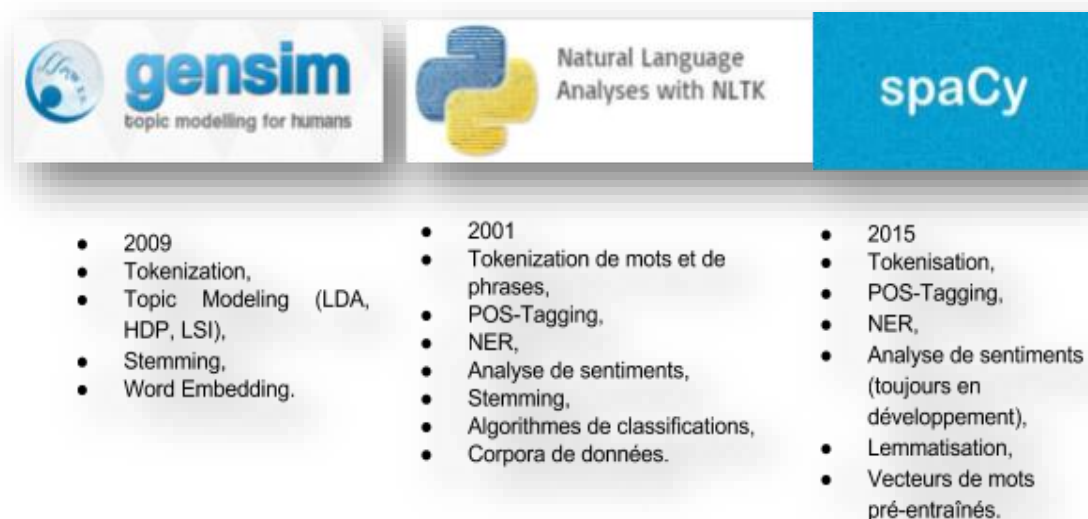 gensim
topic modelling for humans
Natural Language
Analyses with NLTK
spaCy
● 2009
● Tokenization,
● Topic Modeling (LDA,
HDP, LSI),
● Stemming,
● Word Embedding.
● 2001
● Tokenization de mots et de
phrases,
● POS-Tagging,
● NER,
● Analyse de sentiments,
● Stemming,
● Algorithmes de classifications,
● Corpora de données.
● 2015
● Tokenisation,
● POS-Tagging,
● NER,
● Analyse de sentiments
(toujours en
développement),
● Lemmatisation,
● Vecteurs de mots
pré-entraînés.